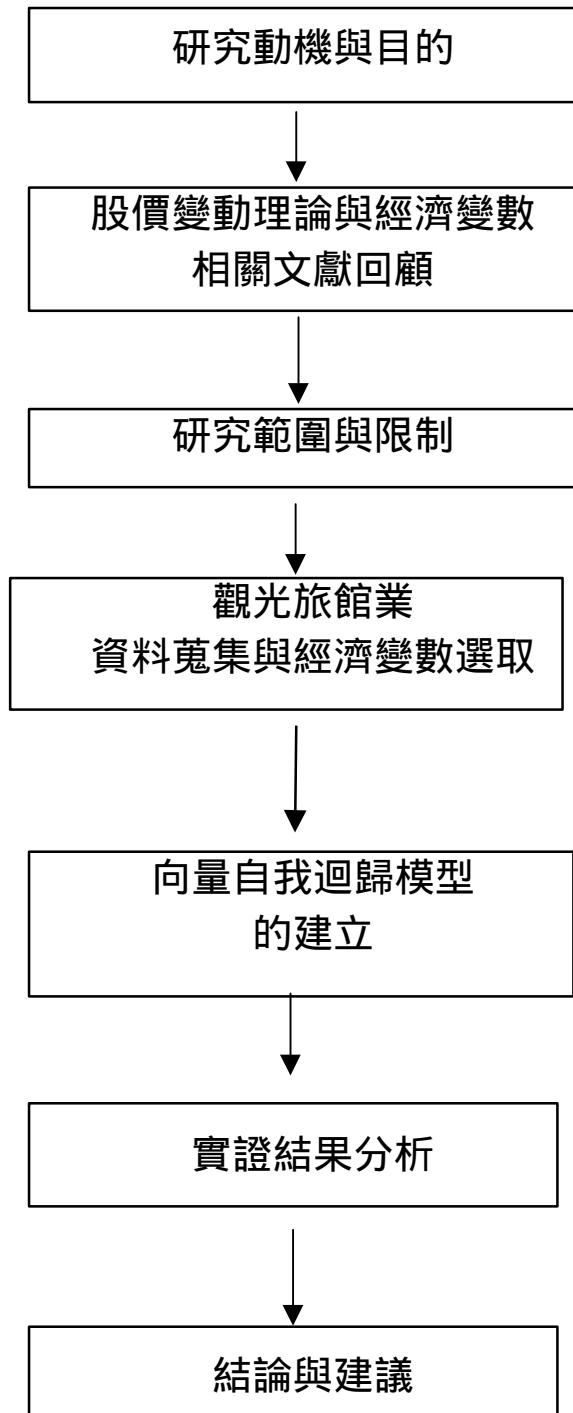 研究動機與目的
股價變動理論與經濟變數
相關文獻回顧
研究範圍與限制
觀光旅館業
資料蒐集與經濟變數選取
向量自我迴歸模型
的建立
實證結果分析
結論與建議